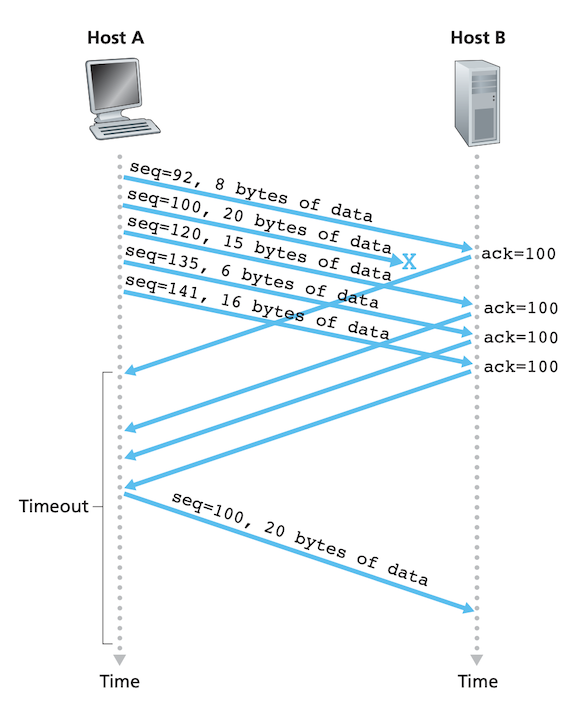 Host A
Host B
seq=92, 8 bytes of data
seq=100, 20 bytes of data
seq=120, 15 bytes of data
seq=135, 6 bytes of data
seq=141, 16 bytes of data
X
ack=100
ack=100
ack=100
ack=100
Timeout
seq=100, 20 bytes of data
Time
Time